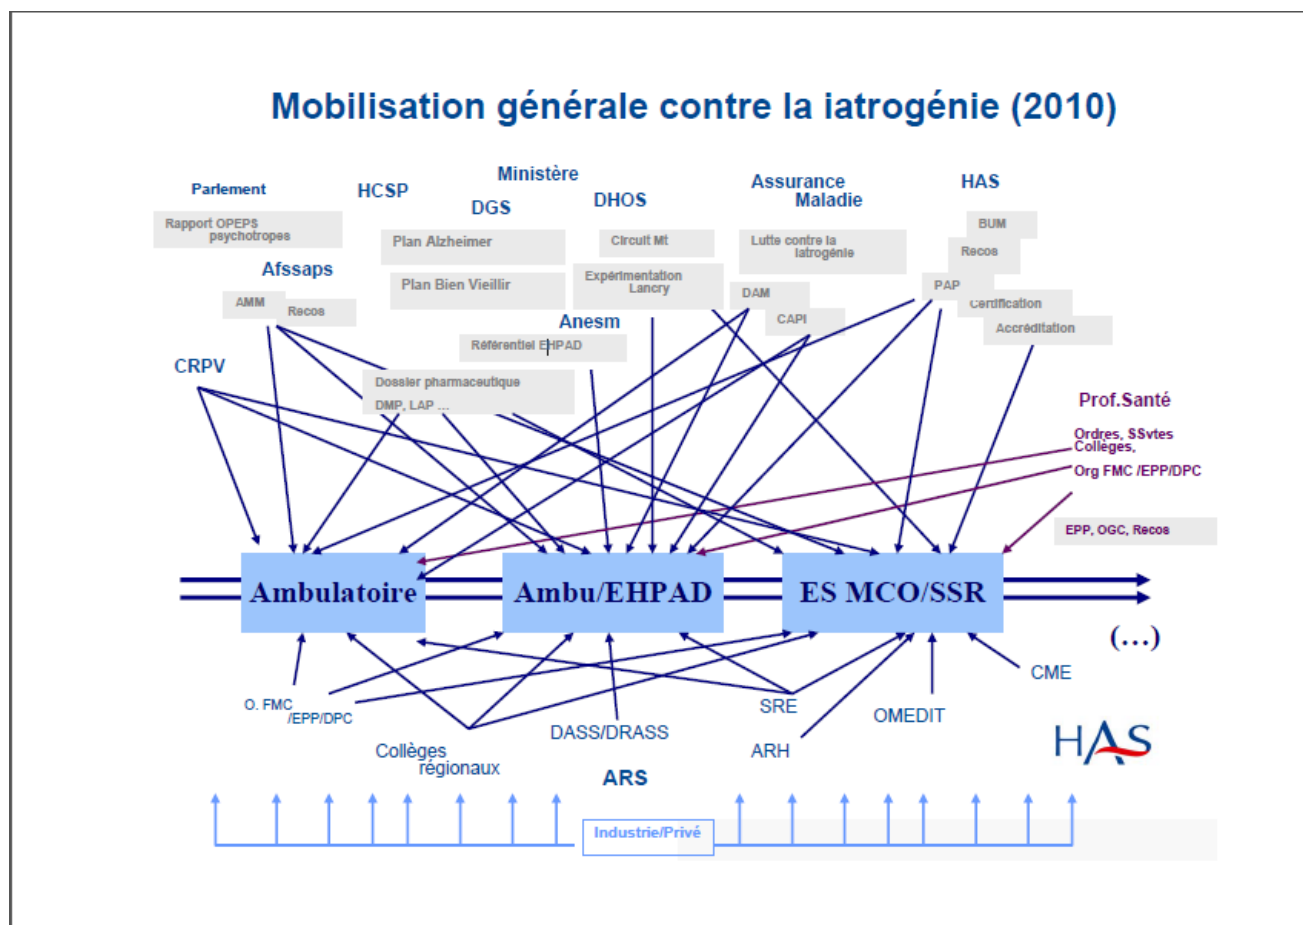 Mobilisation générale contre la iatrogénie (2010)
Parlement
HCSP
Ministère
DGS
DHOS
Assurance
Maladie
HAS
Rapport OPEPS
psychotropes
Plan Alzheimer
Circuit Mt
Lutte contre la
iatrogénie
BUM
Recos
Afssaps
Plan Bien Vieillir
Expérimentation
Lancry
DAM
PAP
AMM
Recos
CAPI
Certification
Accréditation
Anesm
Référentiel EHPAD
CRPV
Dossier pharmaceutique
DMP, LAP ...
Prof.Santé
Ordres, SSvtes
Collèges,
Org FMC /EPP/DPC
EPP, OGC, Recos
Ambulatoire
Ambu/EHPAD
ES MCO/SSR
(…)
O. FMC
/EPP/DPC
Collèges
régionaux
DASS/DRASS
SRE
ARH
OMEDIT
CME
HAS
ARS
Industrie/Privé